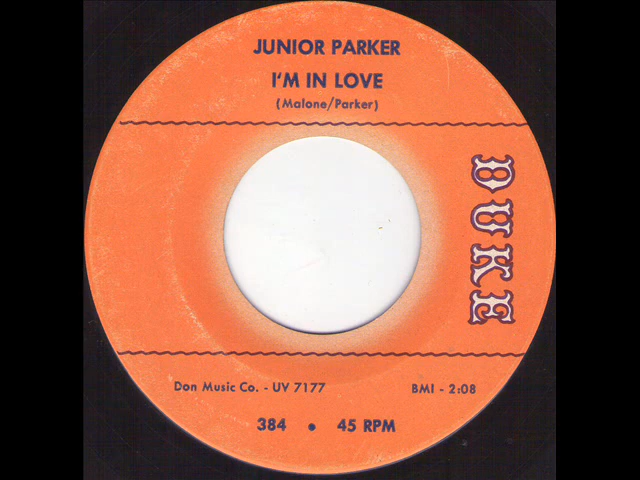 JUNIOR PARKER
I'M IN LOVE
(Malone/Parker)
DUKE
Don Music Co. - UV 7177
BMI - 2:08
384 • 45 RPM